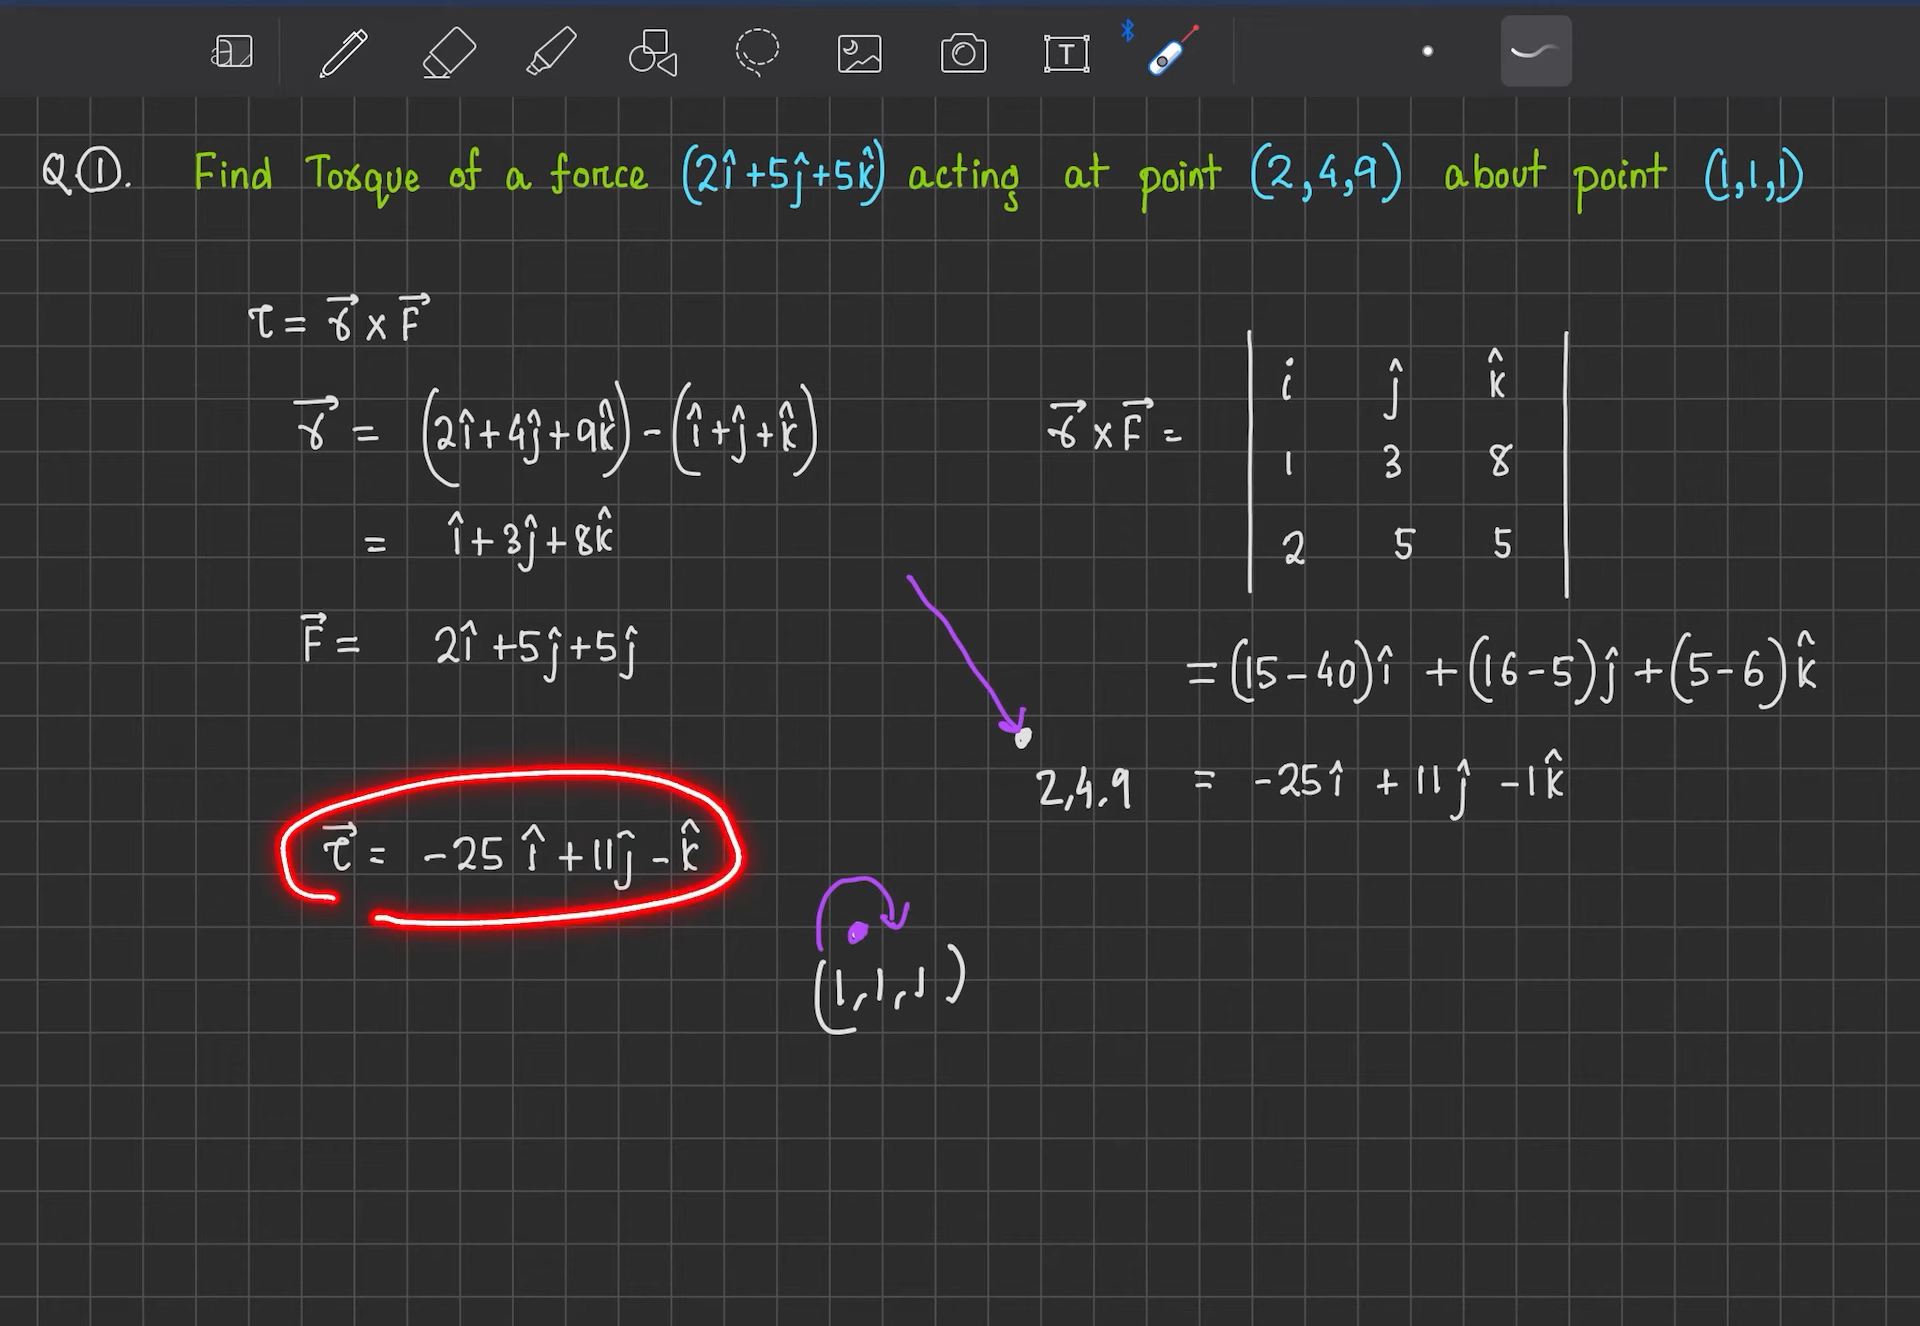 Q①. Find Torque of a force (2î+5ĵ+5k̂) acting at point (2,4,9) about point (1,1,1)
τ = r⃗ × F⃗
r⃗ = (2î+4ĵ+9k̂) - (î+ĵ+k̂)
= î+3ĵ+8k̂
F⃗ = 2î+5ĵ+5ĵ
τ⃗ = -25 î + 11ĵ - k̂
r⃗ × F⃗ =
i ĵ k̂
1 3 8
2 5 5
= (15-40)î + (16-5)ĵ + (5-6)k̂
= -25î + 11ĵ - 1k̂
2,4.9
(1,1,1)
a
T